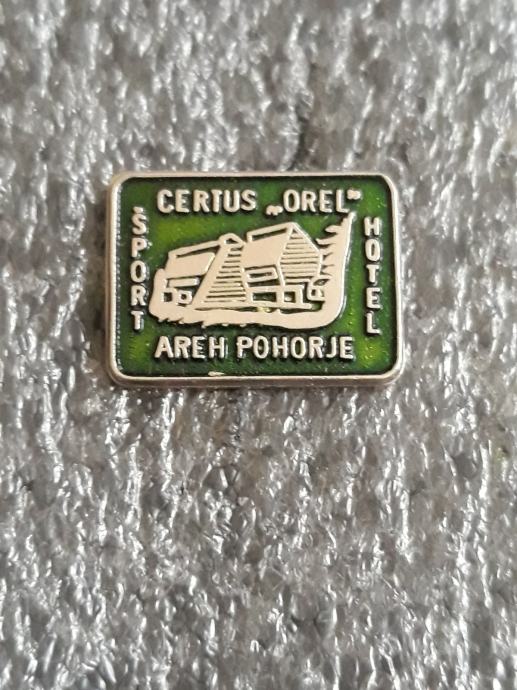 CERTUS „OREL"
ŠPORT
HOTEL
AREH POHORJE